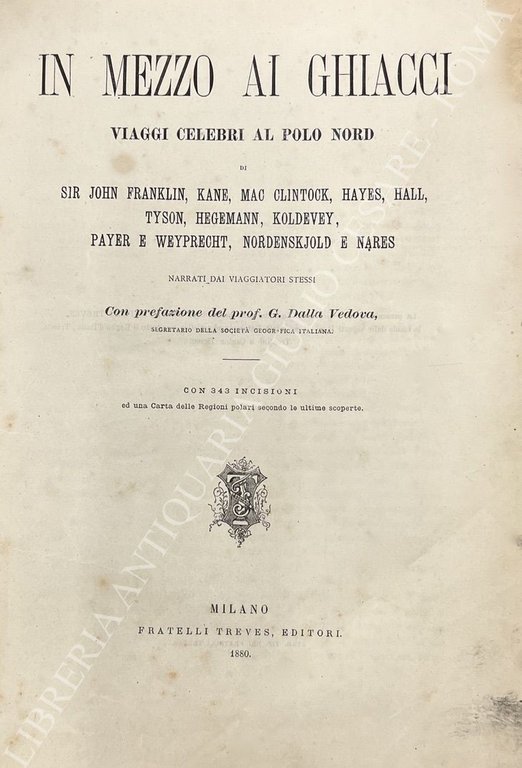 IN MEZZO AI GHIACCI
VIAGGI CELEBRI AL POLO NORD
DI
SIR JOHN FRANKLIN, KANE, MAC CLINTOCK, HAYES, HALL,
TYSON, HEGEMANN, KOLDEVEY,
PAYER E WEYPRECHT, NORDENSKJOLD E NARES
NARRATI DAI VIAGGIATORI STESSI
Con prefazione del prof. G. Dalla Vedova,
SEGRETARIO DELLA SOCIETÀ GEOGRAFICA ITALIANA.
CON 343 INCISIONI
ed una Carta delle Regioni polari secondo le ultime scoperte.
MILANO
FRATELLI TREVES, EDITORI.
1880.
LIBRERIA ANTIQUARIA GIULIO CESARE - ROMA